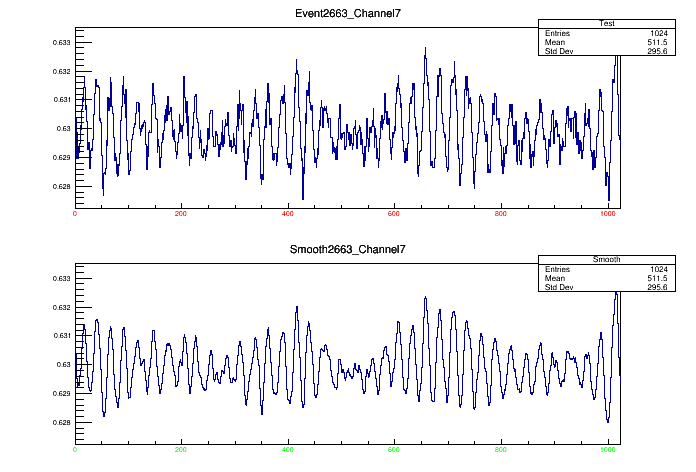 Event2663_Channel7
Test
Entries 1024
Mean 511.5
Std Dev 295.6
0.633
0.632
0.631
0.63
0.629
0.628
0 200 400 600 800 1000
Smooth2663_Channel7
Smooth
Entries 1024
Mean 511.5
Std Dev 295.6
0.633
0.632
0.631
0.63
0.629
0.628
0 200 400 600 800 1000